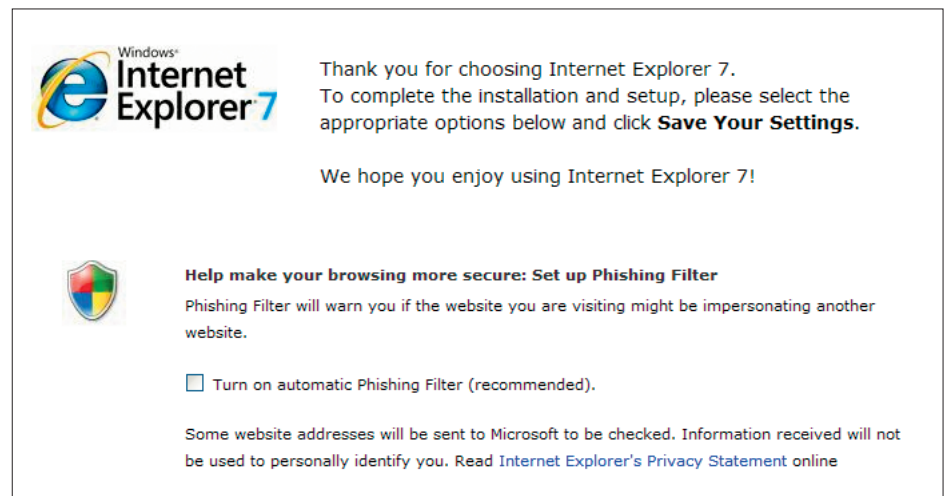 Windows®
Internet
Explorer 7
Thank you for choosing Internet Explorer 7.
To complete the installation and setup, please select the
appropriate options below and click Save Your Settings.
We hope you enjoy using Internet Explorer 7!
Help make your browsing more secure: Set up Phishing Filter
Phishing Filter will warn you if the website you are visiting might be impersonating another
website.
Turn on automatic Phishing Filter (recommended).
Some website addresses will be sent to Microsoft to be checked. Information received will not
be used to personally identify you. Read Internet Explorer's Privacy Statement online